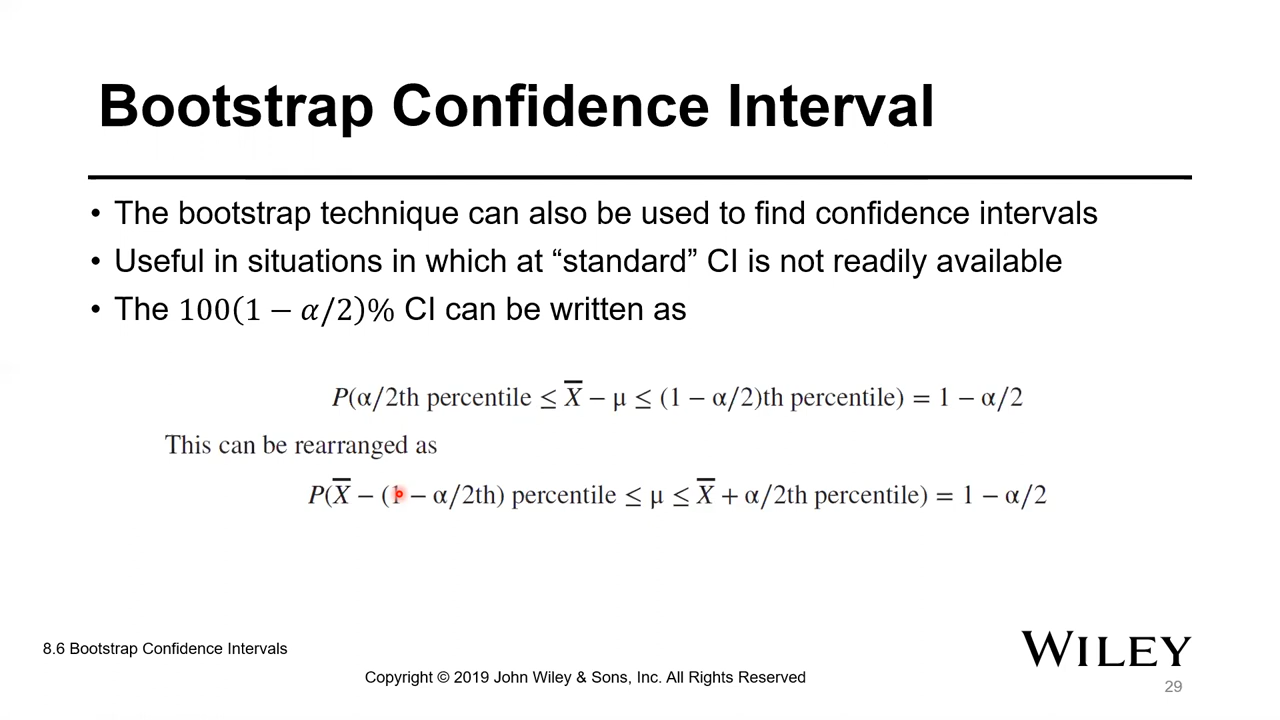 Bootstrap Confidence Interval
• The bootstrap technique can also be used to find confidence intervals
• Useful in situations in which at “standard” CI is not readily available
• The 100(1 − α/2)% CI can be written as
P(α/2th percentile ≤ X̅ − μ ≤ (1 − α/2)th percentile) = 1 − α/2
This can be rearranged as
P(X̅ − (1 − α/2th) percentile ≤ μ ≤ X̅ + α/2th percentile) = 1 − α/2
8.6 Bootstrap Confidence Intervals
WILEY
Copyright © 2019 John Wiley & Sons, Inc. All Rights Reserved
29